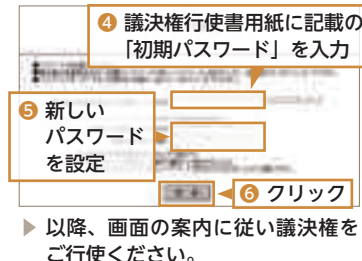 ❹ 議決権行使書用紙に記載の
「初期パスワード」を入力
❺ 新しい
パスワード
を設定
❻ クリック
▶ 以降、画面の案内に従い議決権を
ご行使ください。